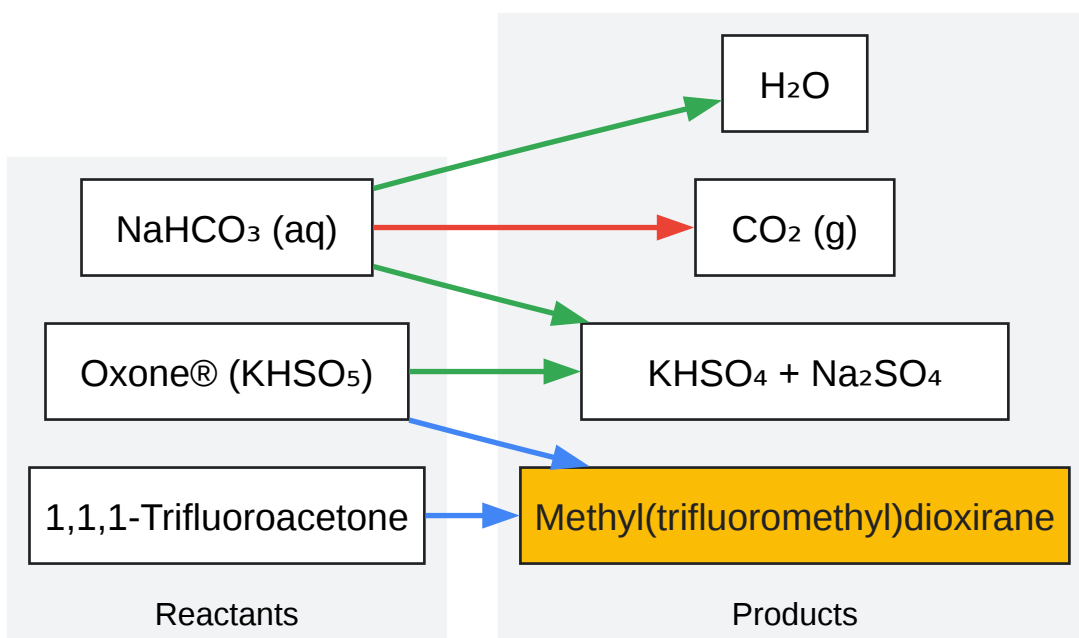 H₂O
NaHCO₃ (aq)
CO₂ (g)
Oxone® (KHSO₅)
KHSO₄ + Na₂SO₄
1,1,1-Trifluoroacetone
Methyl(trifluoromethyl)dioxirane
Reactants
Products